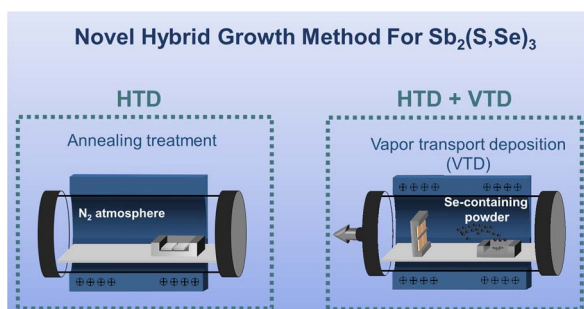 Novel Hybrid Growth Method For Sb₂(S,Se)₃
HTD
Annealing treatment
N₂ atmosphere
HTD + VTD
Vapor transport deposition
(VTD)
Se-containing
powder